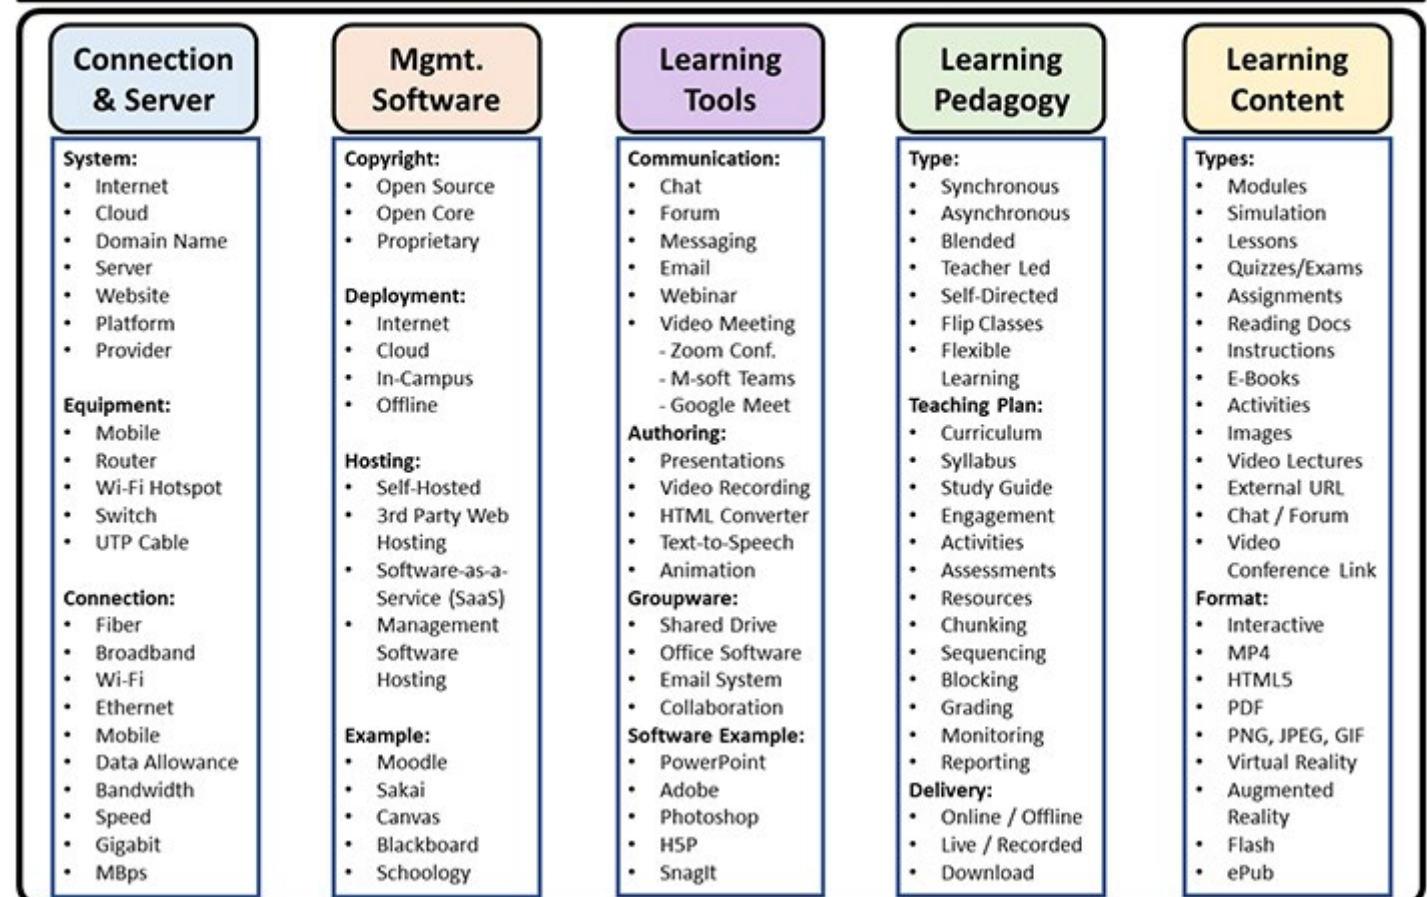 Connection
& Server
System:
• Internet
• Cloud
• Domain Name
• Server
• Website
• Platform
• Provider
Equipment:
• Mobile
• Router
• Wi-Fi Hotspot
• Switch
• UTP Cable
Connection:
• Fiber
• Broadband
• Wi-Fi
• Ethernet
• Mobile
• Data Allowance
• Bandwidth
• Speed
• Gigabit
• MBps
Mgmt.
Software
Copyright:
• Open Source
• Open Core
• Proprietary
Deployment:
• Internet
• Cloud
• In-Campus
• Offline
Hosting:
• Self-Hosted
• 3rd Party Web
Hosting
• Software-as-a-
Service (SaaS)
• Management
Software
Hosting
Example:
• Moodle
• Sakai
• Canvas
• Blackboard
• Schoology
Learning
Tools
Communication:
• Chat
• Forum
• Messaging
• Email
• Webinar
• Video Meeting
- Zoom Conf.
- M-soft Teams
- Google Meet
Authoring:
• Presentations
• Video Recording
• HTML Converter
• Text-to-Speech
• Animation
Groupware:
• Shared Drive
• Office Software
• Email System
• Collaboration
Software Example:
• PowerPoint
• Adobe
• Photoshop
• H5P
• SnagIt
Learning
Pedagogy
Type:
• Synchronous
• Asynchronous
• Blended
• Teacher Led
• Self-Directed
• Flip Classes
• Flexible
Learning
Teaching Plan:
• Curriculum
• Syllabus
• Study Guide
• Engagement
• Activities
• Assessments
• Resources
• Chunking
• Sequencing
• Blocking
• Grading
• Monitoring
• Reporting
Delivery:
• Online / Offline
• Live / Recorded
• Download
Learning
Content
Types:
• Modules
• Simulation
• Lessons
• Quizzes/Exams
• Assignments
• Reading Docs
• Instructions
• E-Books
• Activities
• Images
• Video Lectures
• External URL
• Chat / Forum
• Video
Conference Link
Format:
• Interactive
• MP4
• HTML5
• PDF
• PNG, JPEG, GIF
• Virtual Reality
• Augmented
Reality
• Flash
• ePub